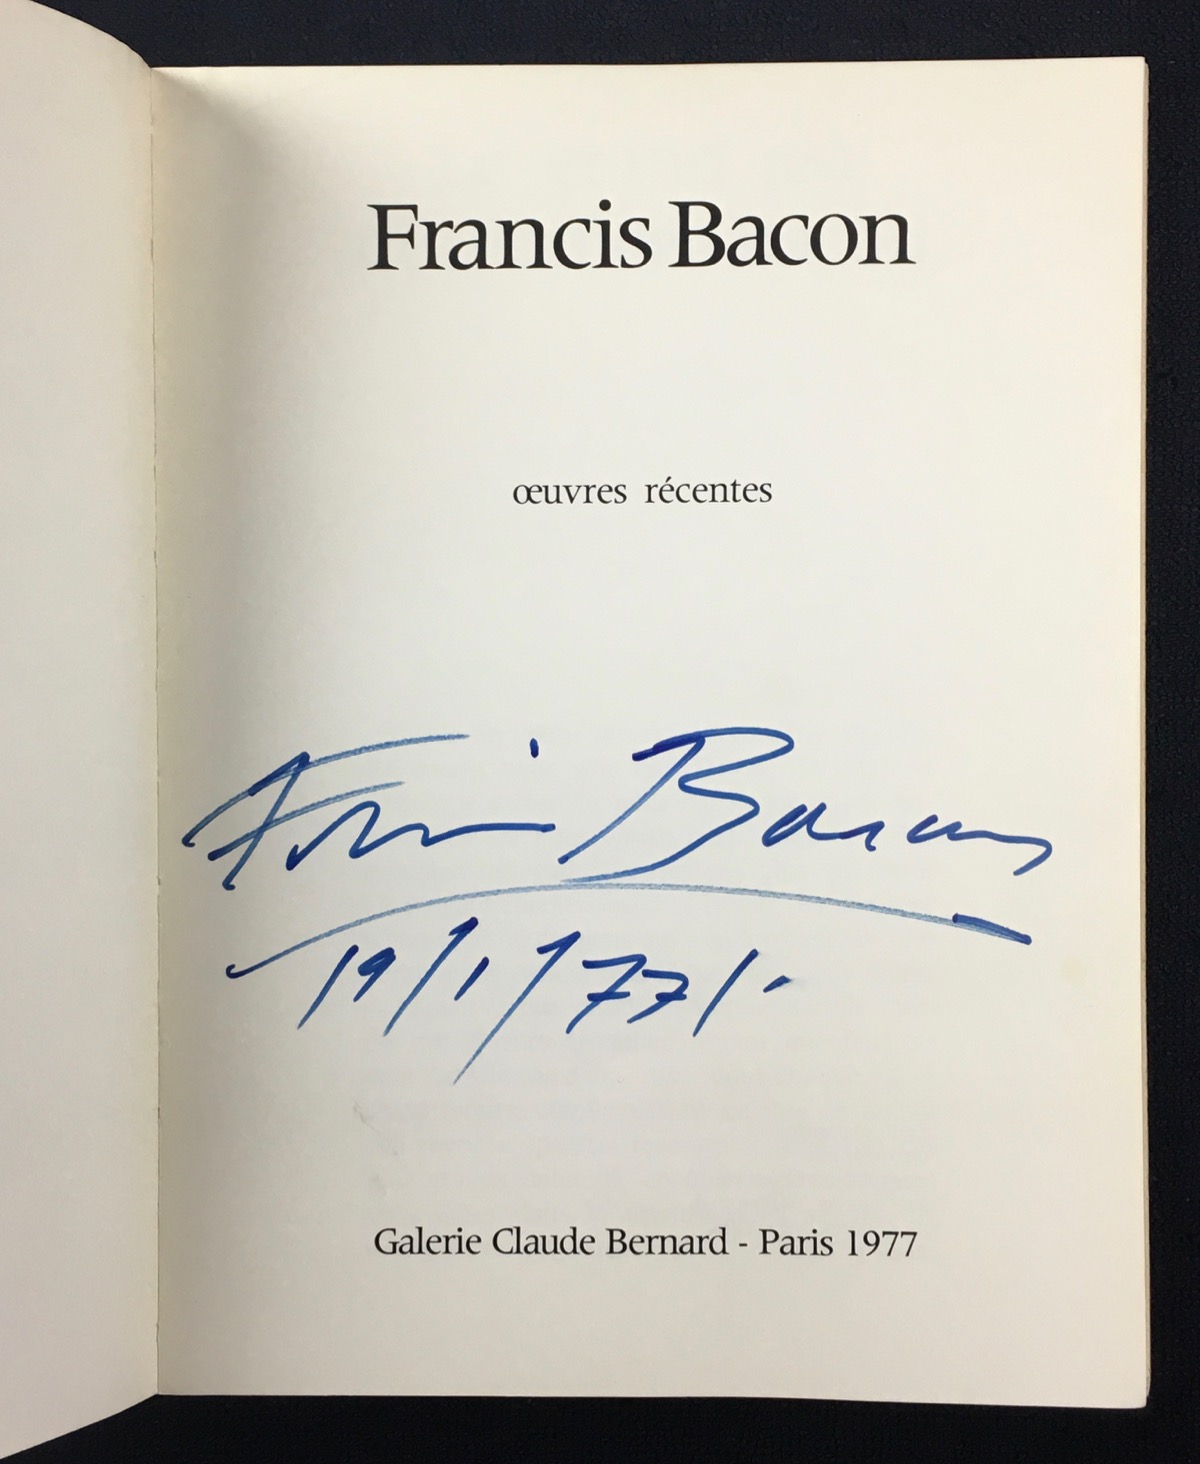 Francis Bacon
œuvres récentes
Francis Bacon
19/1/77/.
Galerie Claude Bernard - Paris 1977